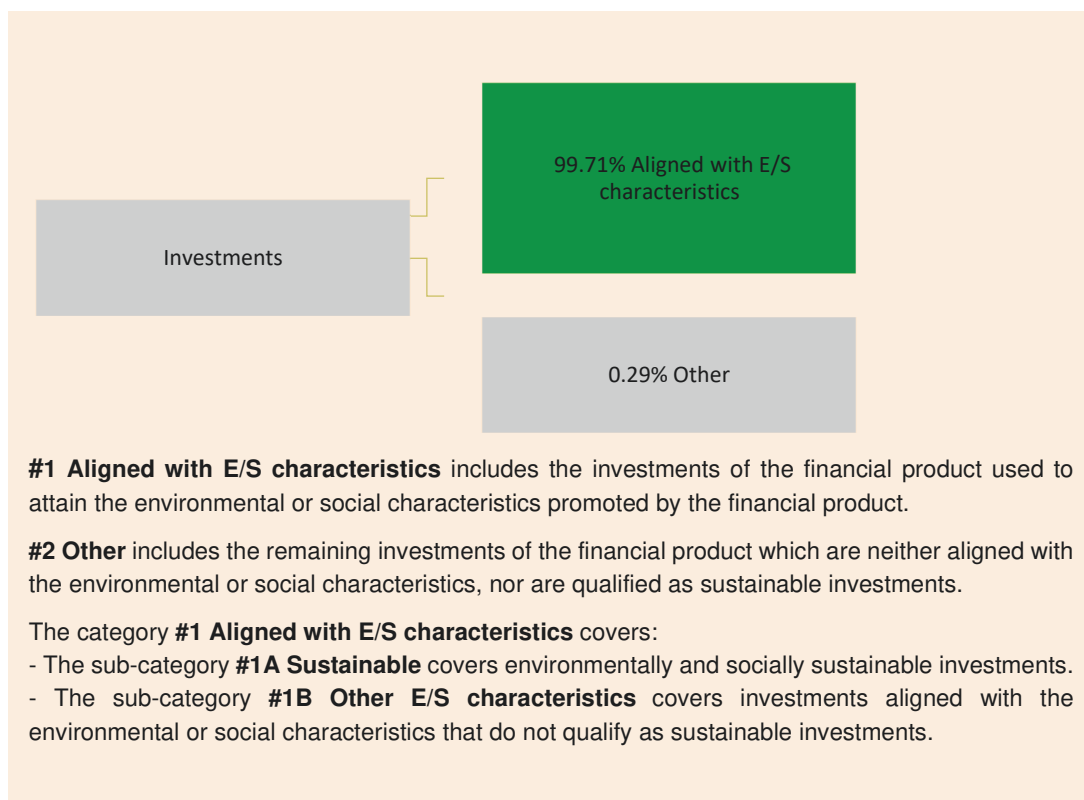 99.71% Aligned with E/S
characteristics
Investments
0.29% Other
#1 Aligned with E/S characteristics includes the investments of the financial product used to
attain the environmental or social characteristics promoted by the financial product.
#2 Other includes the remaining investments of the financial product which are neither aligned with
the environmental or social characteristics, nor are qualified as sustainable investments.
The category #1 Aligned with E/S characteristics covers:
- The sub-category #1A Sustainable covers environmentally and socially sustainable investments.
- The sub-category #1B Other E/S characteristics covers investments aligned with the
environmental or social characteristics that do not qualify as sustainable investments.